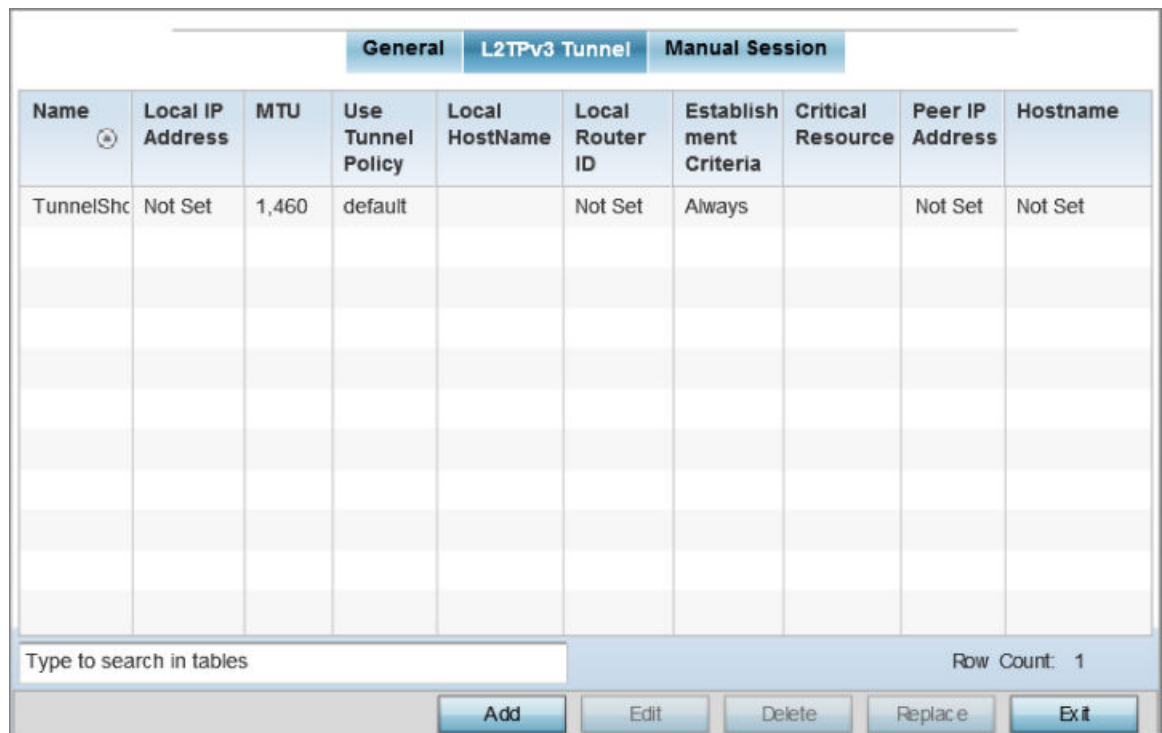 General L2TPv3 Tunnel Manual Session
Name Local IP Address MTU Use Tunnel Policy Local HostName Local Router ID Establish ment Criteria Critical Resource Peer IP Address Hostname
TunnelSho Not Set 1,460 default Not Set Always Not Set Not Set
Type to search in tables Row Count: 1
Add Edit Delete Replace Exit